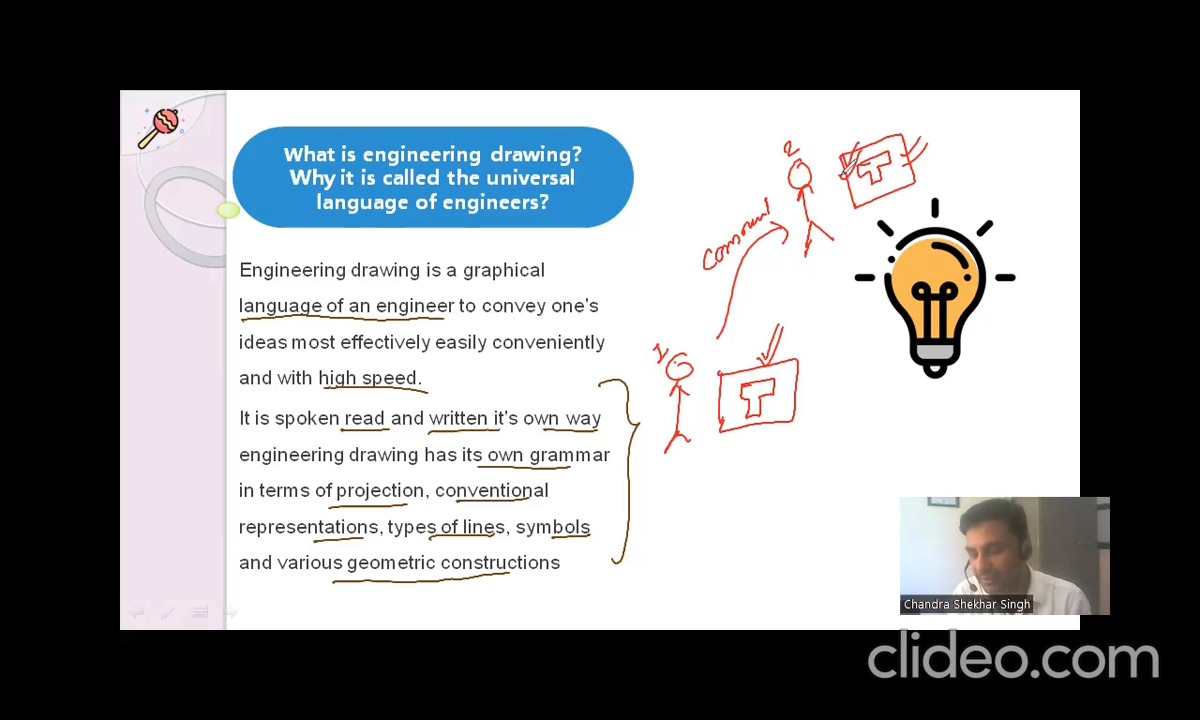 What is engineering drawing?
Why it is called the universal
language of engineers?
Engineering drawing is a graphical
language of an engineer to convey one's
ideas most effectively easily conveniently
and with high speed.
It is spoken read and written it's own way
engineering drawing has its own grammar
in terms of projection, conventional
representations, types of lines, symbols
and various geometric constructions
2
T
1
T
Chandra Shekhar Singh
clideo.com